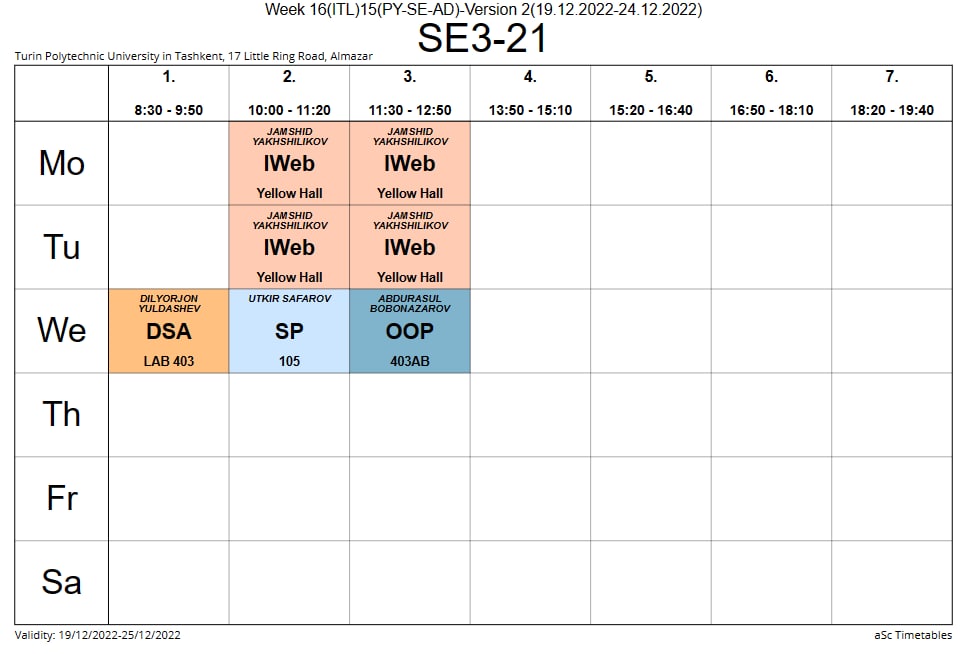 Week 16(ITL)15(PY-SE-AD)-Version 2(19.12.2022-24.12.2022)
SE3-21
Turin Polytechnic University in Tashkent, 17 Little Ring Road, Almazar
1. 2. 3. 4. 5. 6. 7.
8:30 - 9:50 10:00 - 11:20 11:30 - 12:50 13:50 - 15:10 15:20 - 16:40 16:50 - 18:10 18:20 - 19:40
Mo
JAMSHID
YAKHSHILIKOV
IWeb
Yellow Hall
JAMSHID
YAKHSHILIKOV
IWeb
Yellow Hall
Tu
JAMSHID
YAKHSHILIKOV
IWeb
Yellow Hall
JAMSHID
YAKHSHILIKOV
IWeb
Yellow Hall
We
DILYORJON
YULDASHEV
DSA
LAB 403
UTKIR SAFAROV
SP
105
ABDURASUL
BOBONAZAROV
OOP
403AB
Th
Fr
Sa
Validity: 19/12/2022-25/12/2022
aSc Timetables